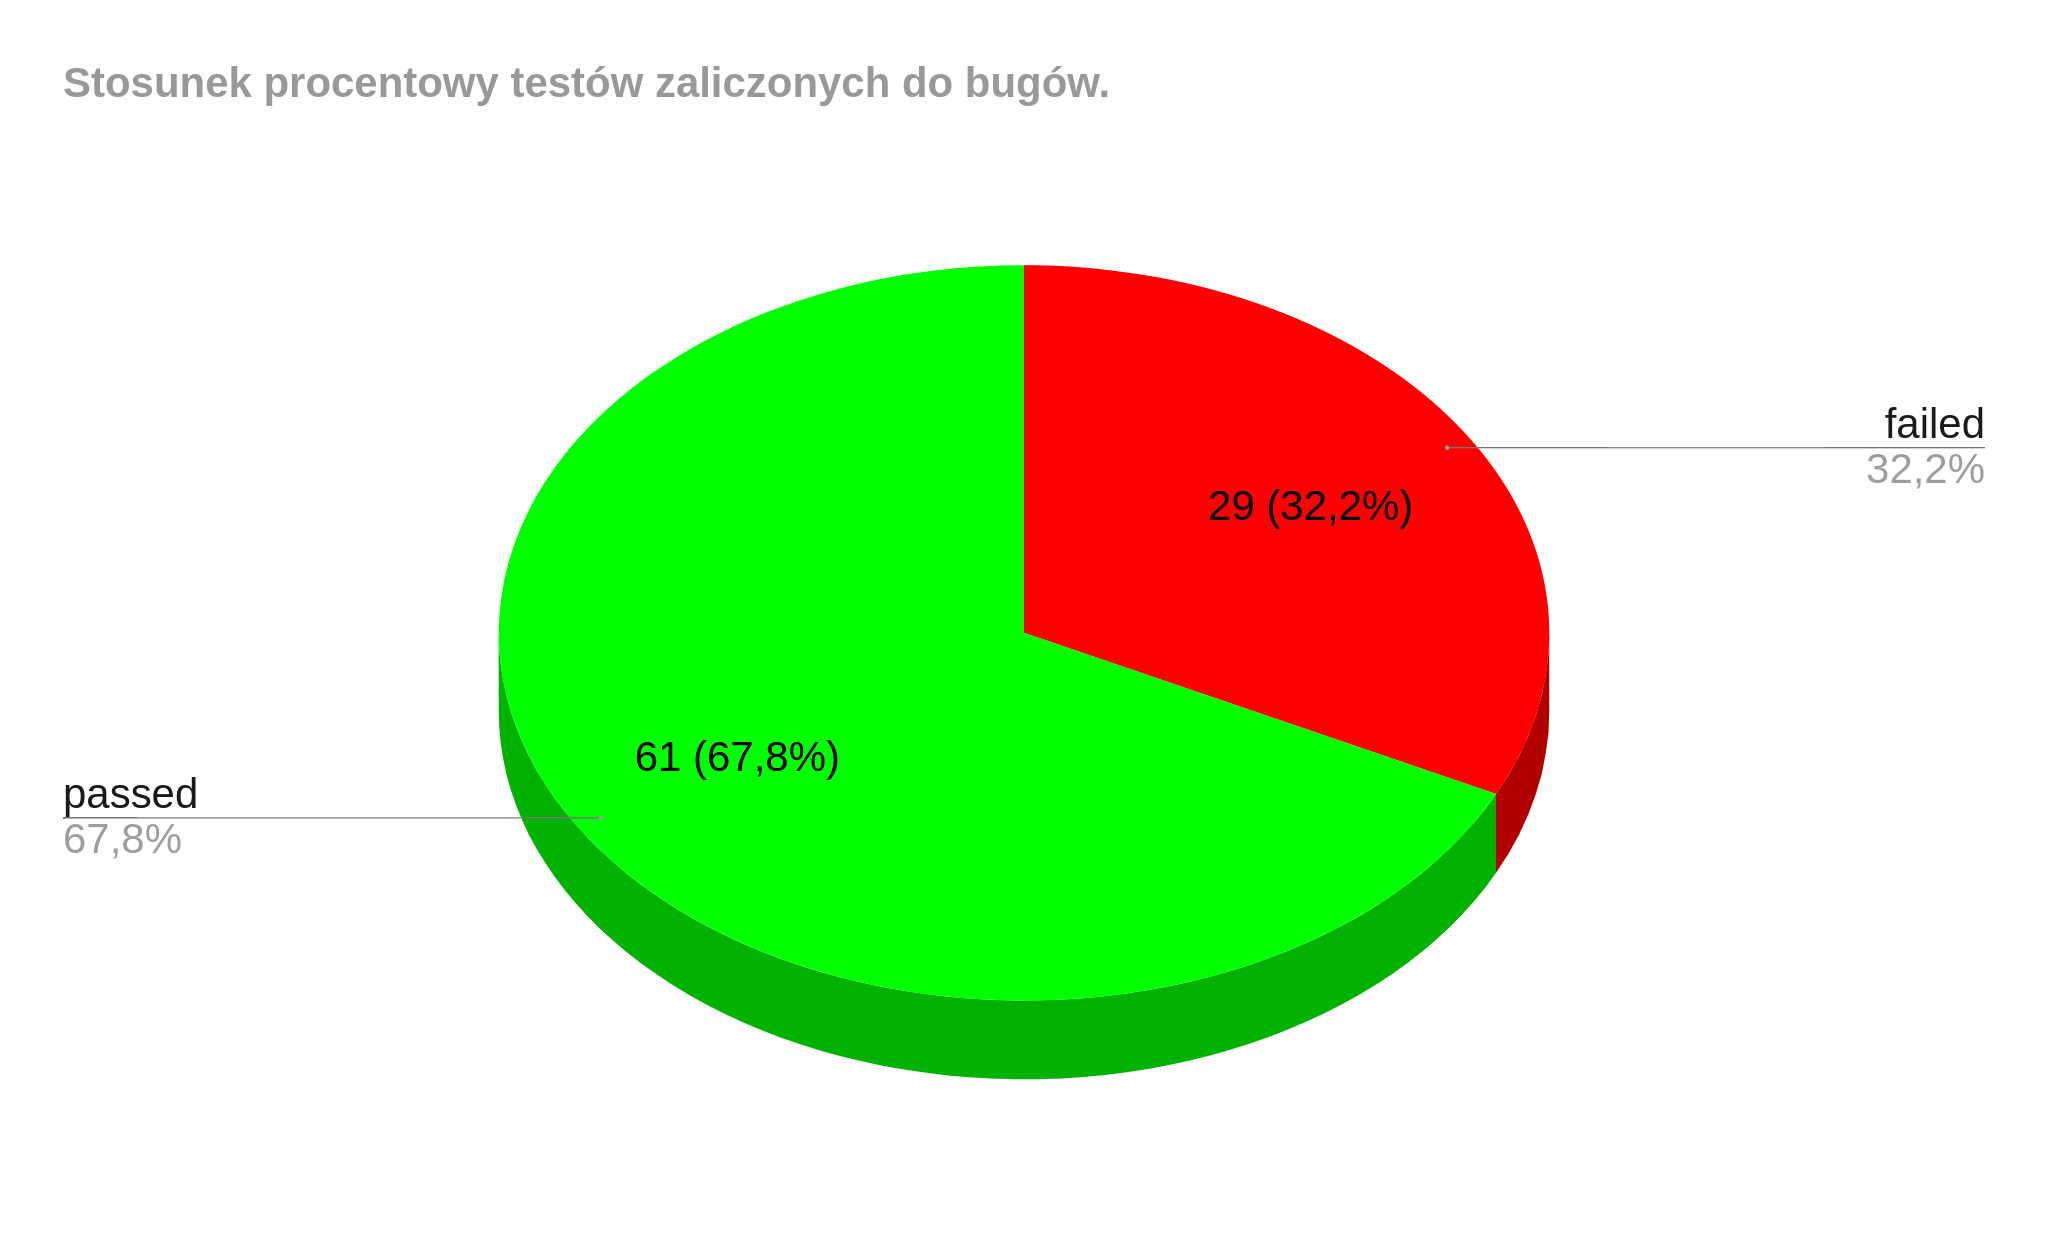 Stosunek procentowy testów zaliczonych do bugów.
failed
32,2%
29 (32,2%)
61 (67,8%)
passed
67,8%